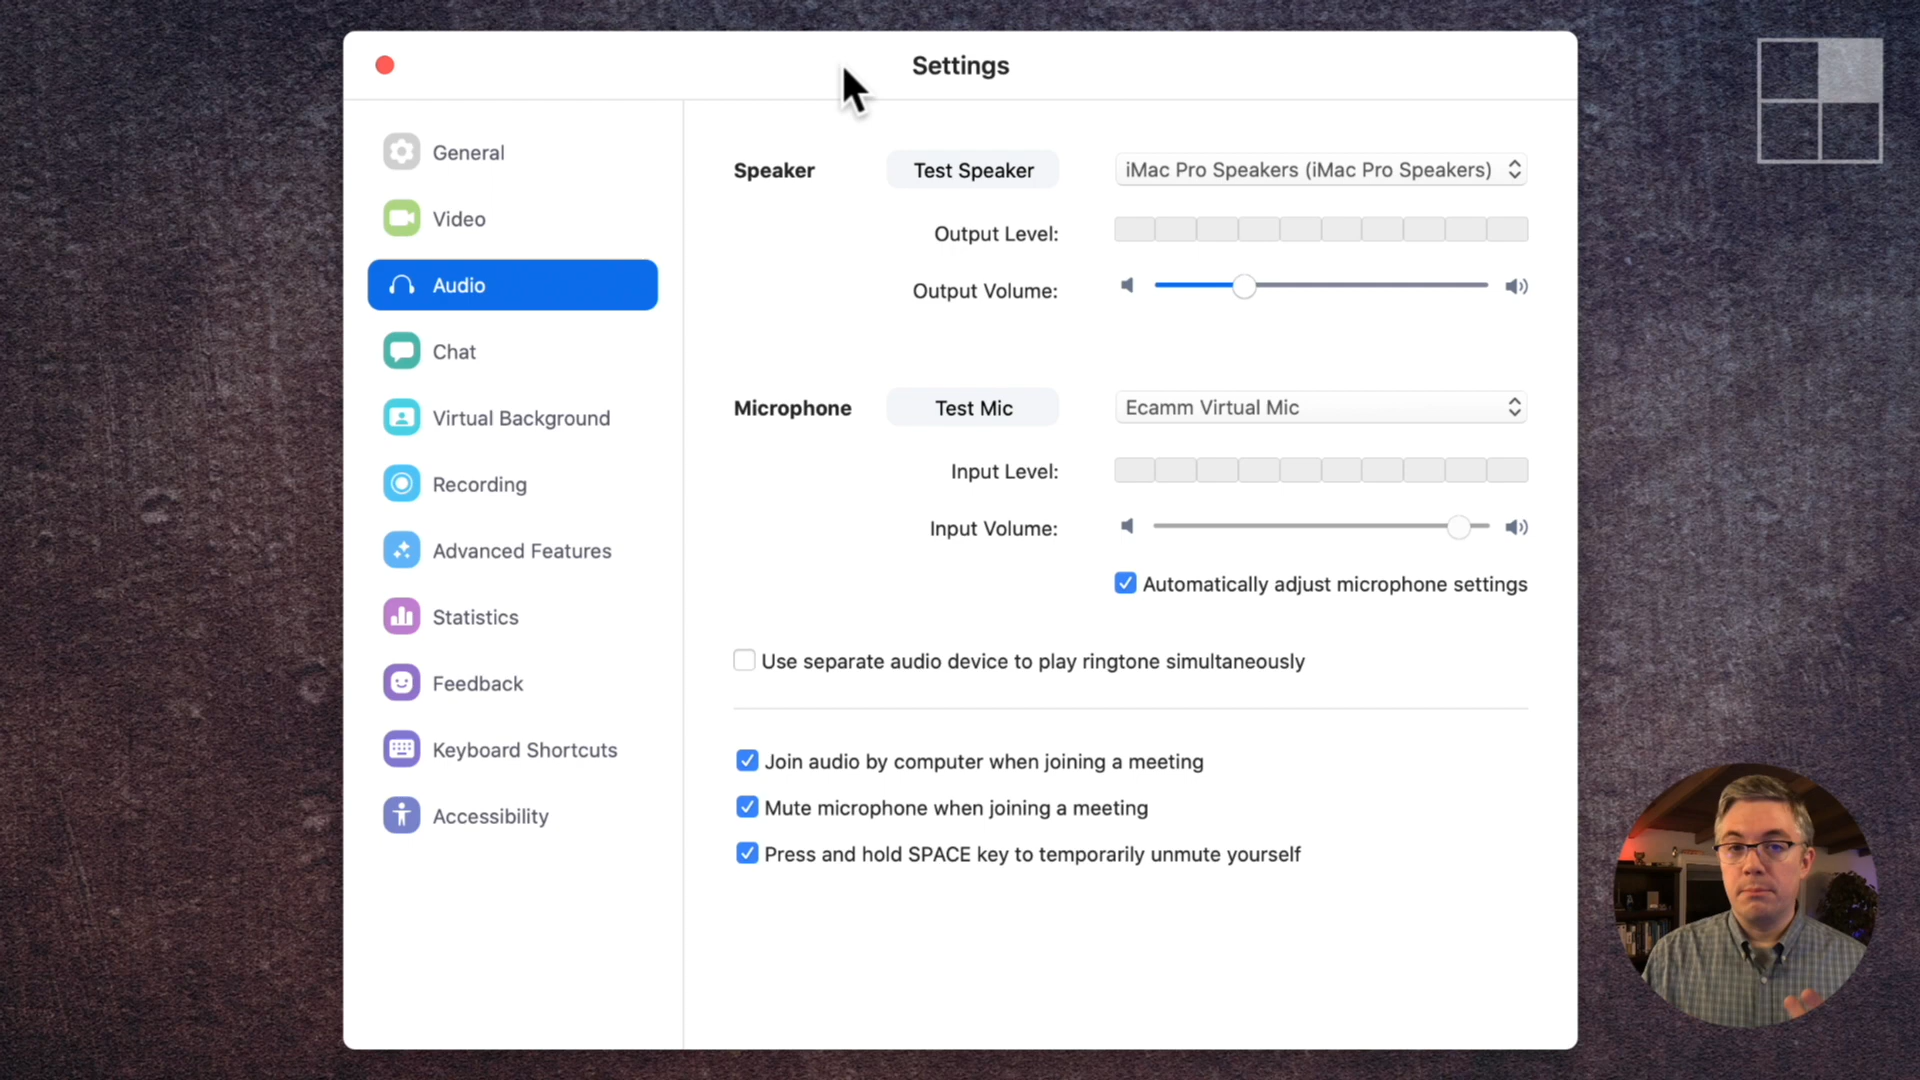 Settings
General
Video
Audio
Chat
Virtual Background
Recording
Advanced Features
Statistics
Feedback
Keyboard Shortcuts
Accessibility
Speaker Test Speaker iMac Pro Speakers (iMac Pro Speakers)
Output Level:
Output Volume:
Microphone Test Mic Ecamm Virtual Mic
Input Level:
Input Volume:
Automatically adjust microphone settings
Use separate audio device to play ringtone simultaneously
Join audio by computer when joining a meeting
Mute microphone when joining a meeting
Press and hold SPACE key to temporarily unmute yourself